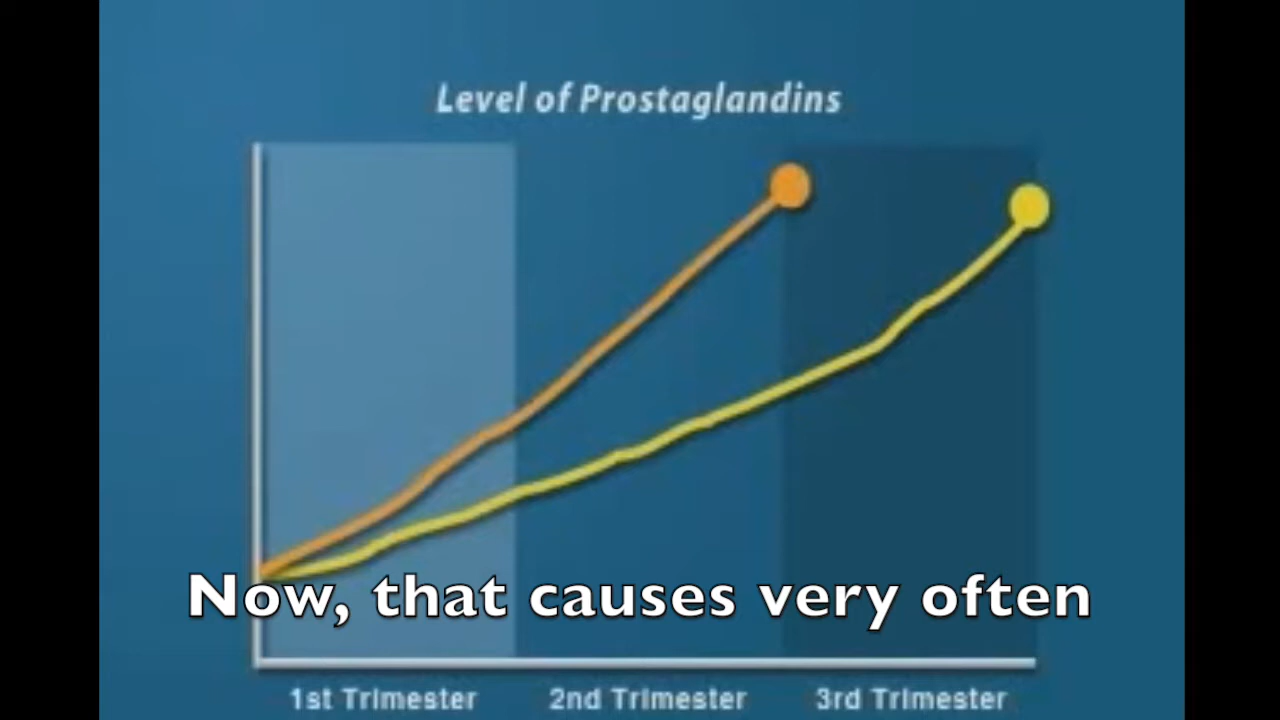 Level of Prostaglandins
Now, that causes very often
1st Trimester
2nd Trimester
3rd Trimester